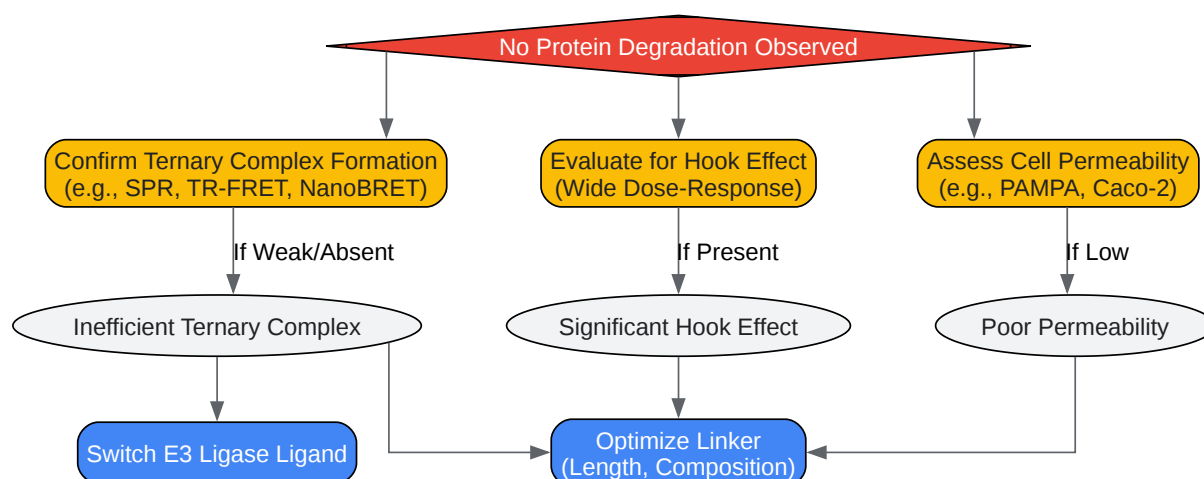 No Protein Degradation Observed
Confirm Ternary Complex Formation
(e.g., SPR, TR-FRET, NanoBRET)
Evaluate for Hook Effect
(Wide Dose-Response)
Assess Cell Permeability
(e.g., PAMPA, Caco-2)
If Weak/Absent
If Present
If Low
Inefficient Ternary Complex
Significant Hook Effect
Poor Permeability
Switch E3 Ligase Ligand
Optimize Linker
(Length, Composition)